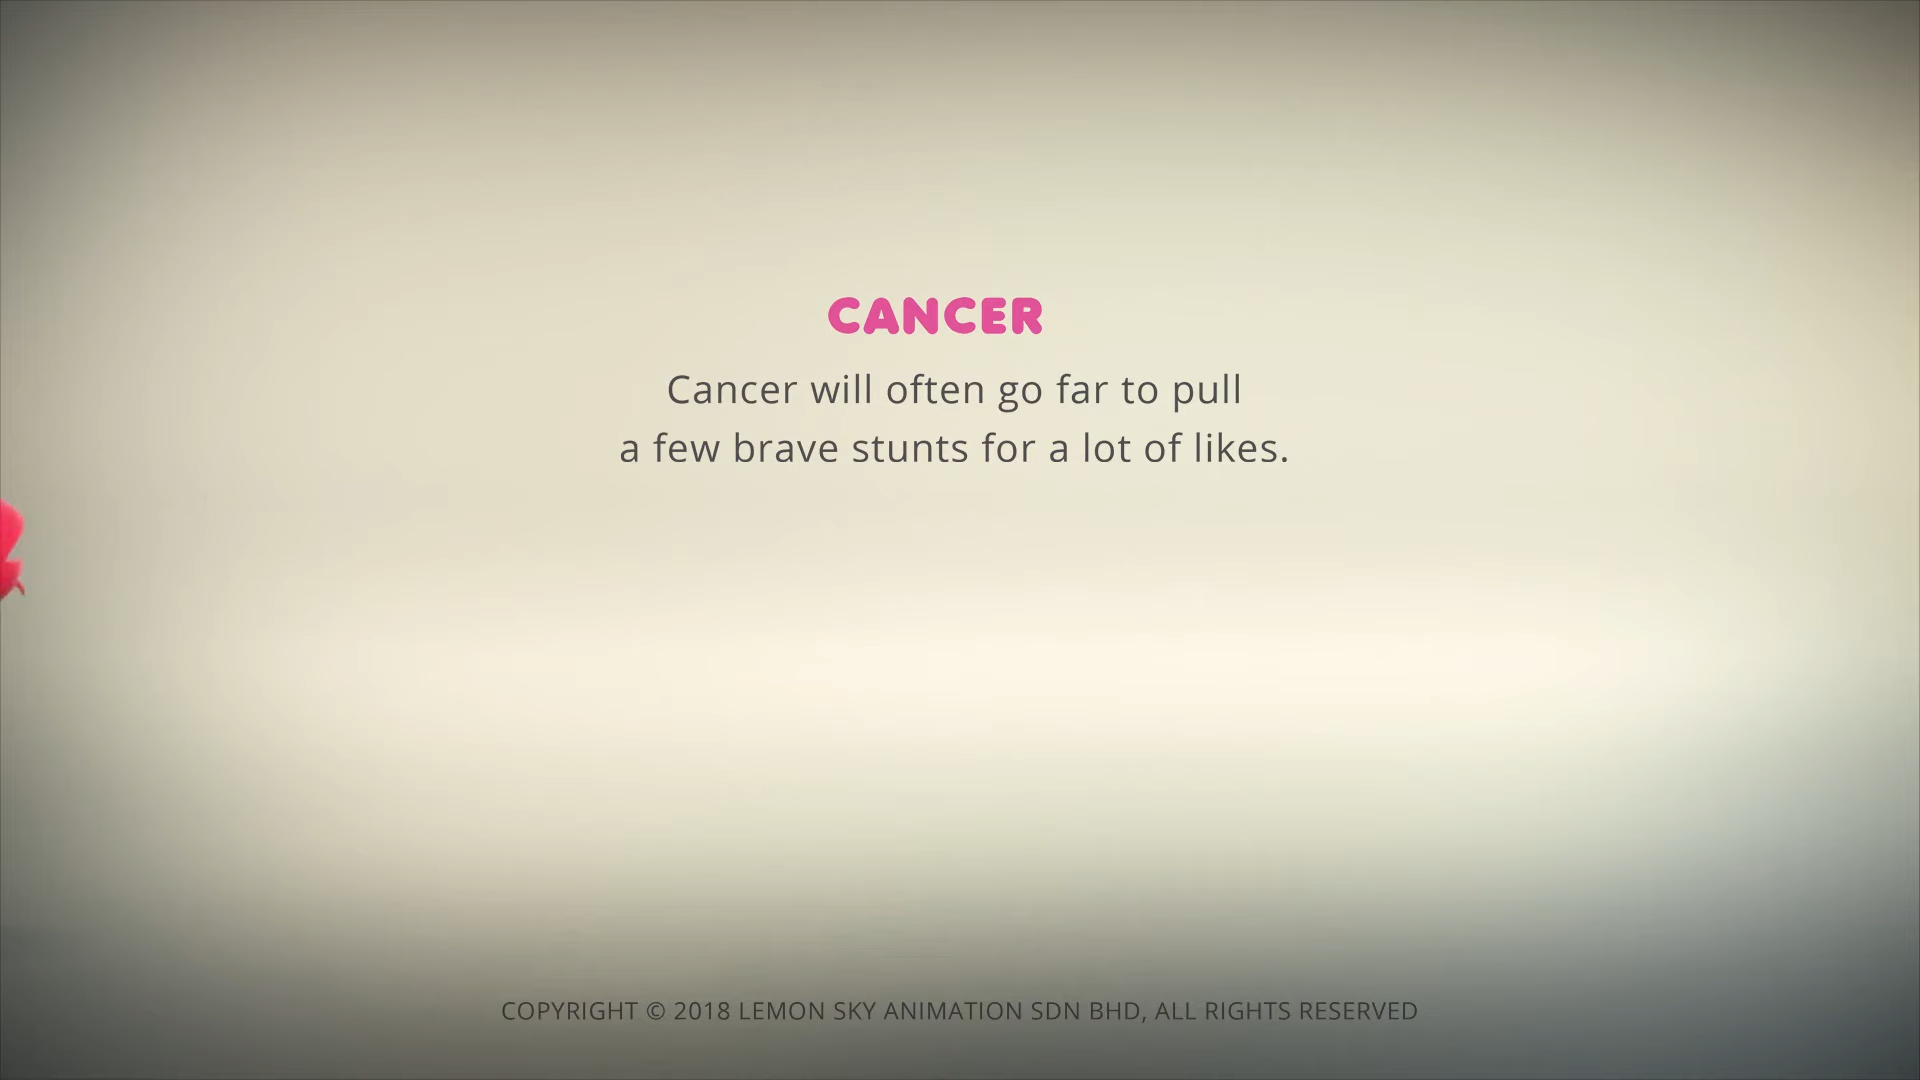 CANCER
Cancer will often go far to pull
a few brave stunts for a lot of likes.
COPYRIGHT © 2018 LEMON SKY ANIMATION SDN BHD, ALL RIGHTS RESERVED